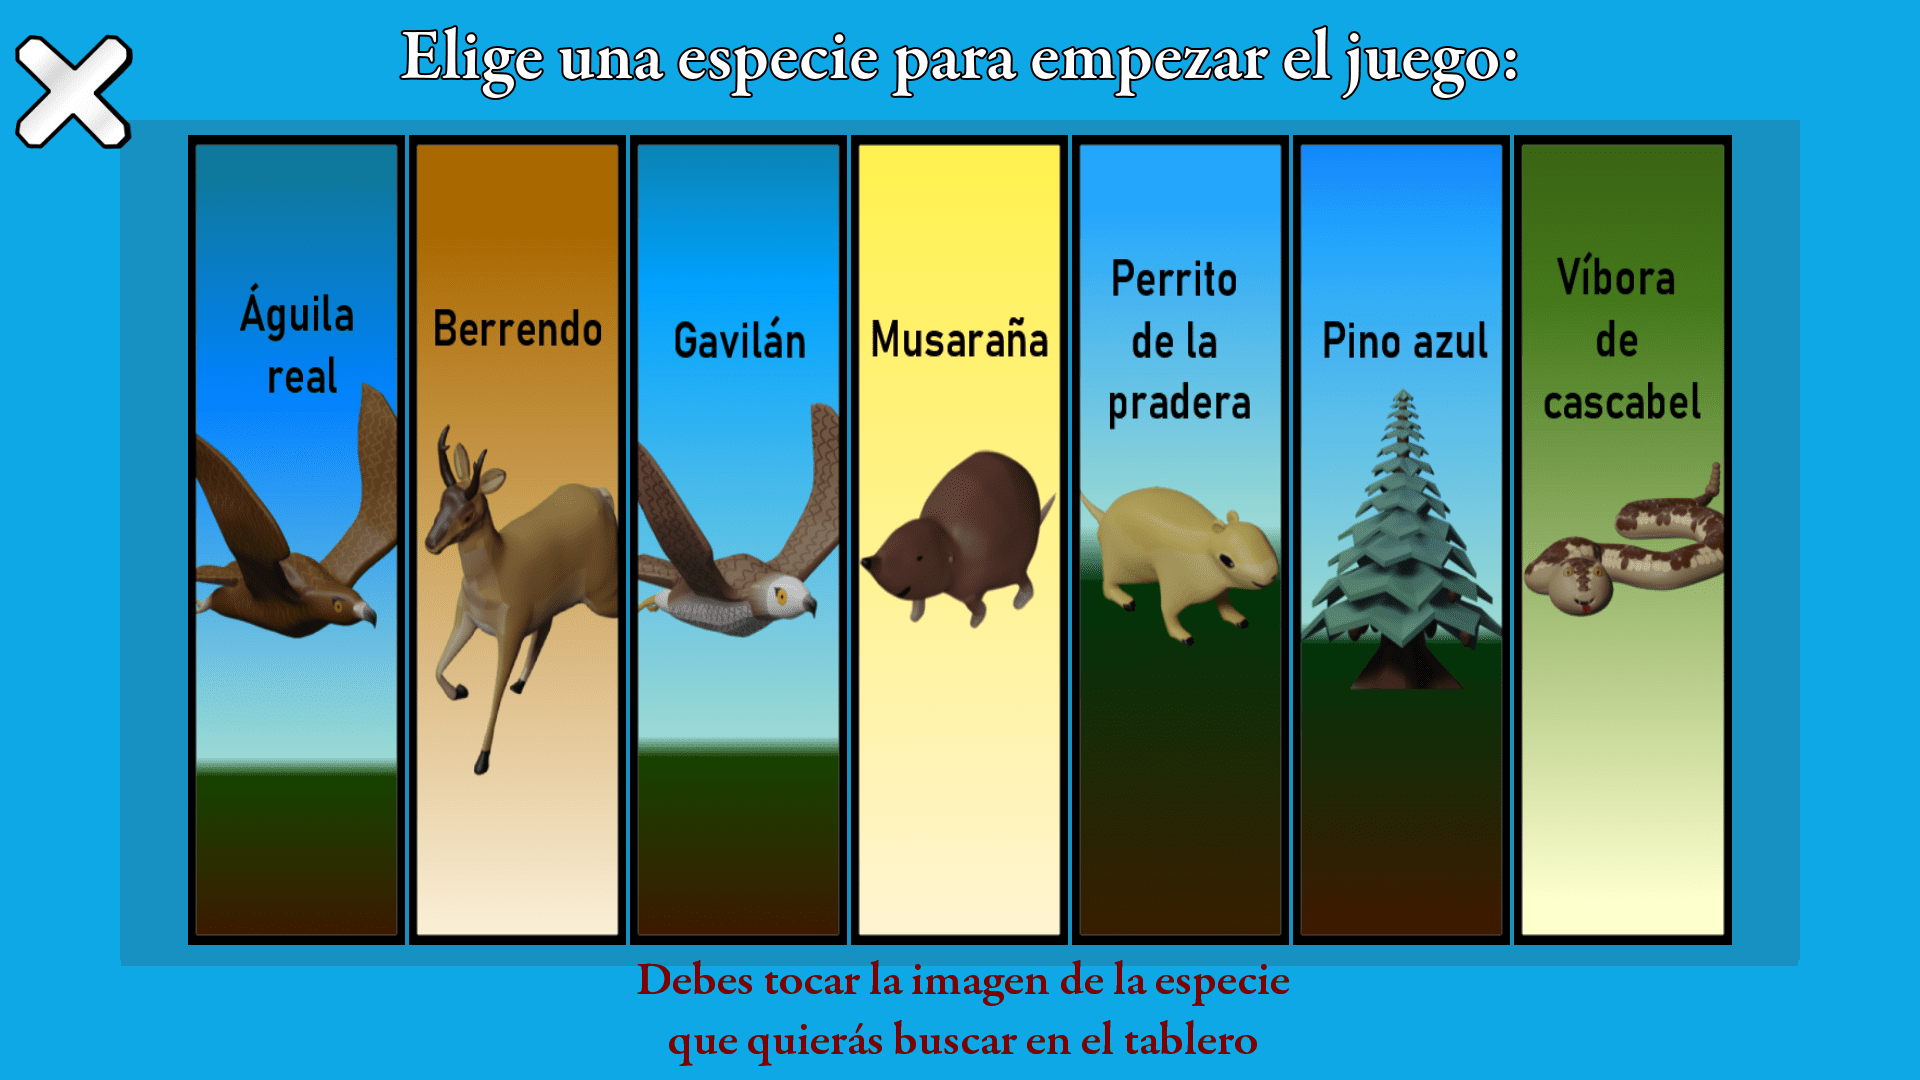 Elige una especie para empezar el juego:
Águila
real
Berrendo
Gavilán
Musaraña
Perrito
de la
pradera
Pino azul
Víbora
de
cascabel
Debes tocar la imagen de la especie
que quierás buscar en el tablero